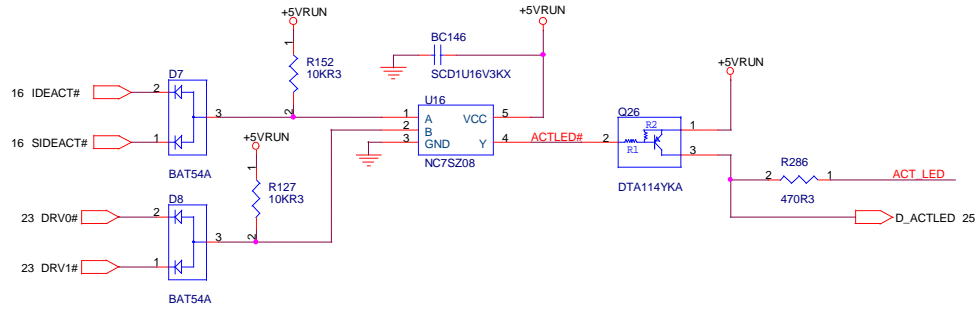 +5VRUN
+5VRUN
BC146
SCD1U16V3KX
1
R152
10KR3
2
+5VRUN
D7
16 IDEACT#
2
3
16 SIDEACT#
1
BAT54A
U16
1 A VCC 5
2 B
3 GND Y 4
NC7SZ08
ACTLED#
Q26
2
R1
R2
1
3
DTA114YKA
R286
2 1
470R3
ACT_LED
D_ACTLED 25
+5VRUN
1
R127
10KR3
2
D8
23 DRV0#
2
3
23 DRV1#
1
BAT54A